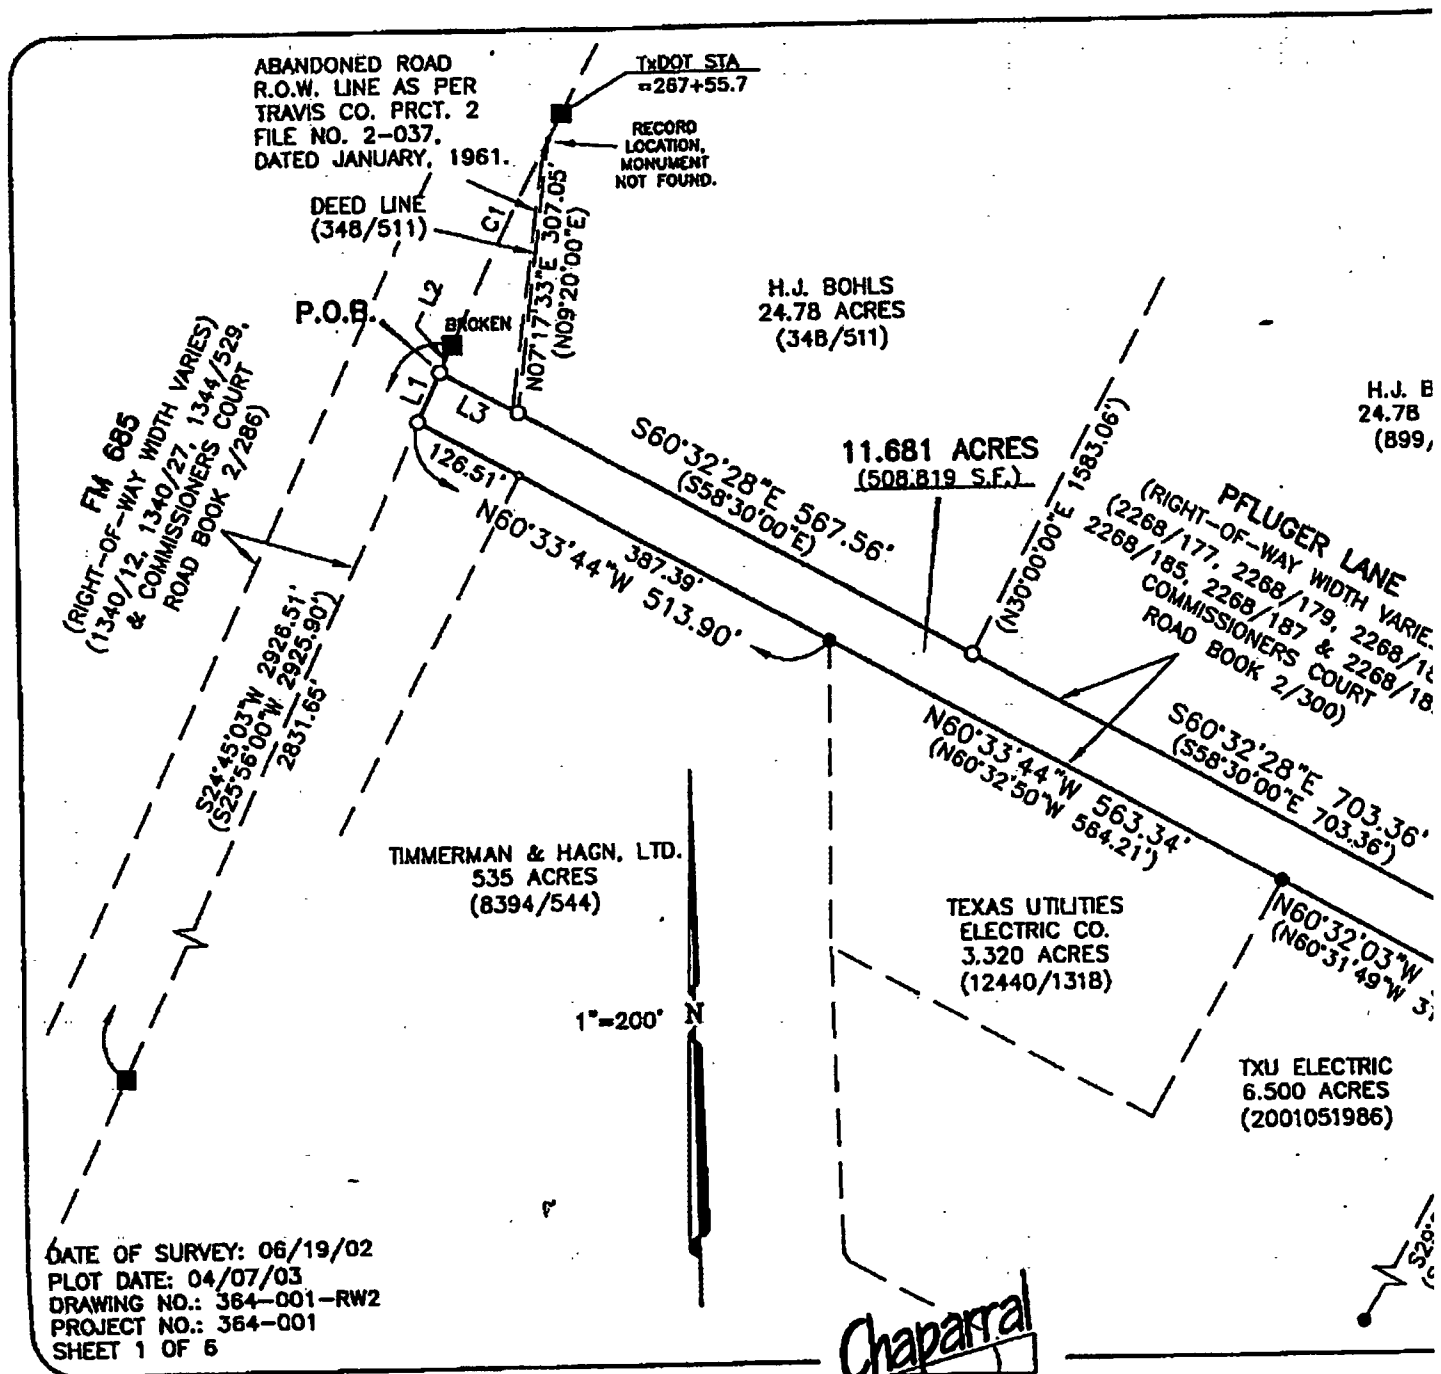 ABANDONED ROAD
R.O.W. LINE AS PER
TRAVIS CO. PRCT. 2
FILE NO. 2-037,
DATED JANUARY, 1961.
TxDOT STA
=267+55.7
RECORD
LOCATION,
MONUMENT
NOT FOUND.
DEED LINE
(348/511)
C1
N07°17'33"E 307.05'
(N09°20'00"E)
L2
P.O.B.
BROKEN
L1
L3
H.J. BOHLS
24.78 ACRES
(348/511)
H.J. B
24.78
(899,
FM 685
(RIGHT-OF-WAY WIDTH VARIES)
(1340/12, 1340/27, 1344/529,
& COMMISSIONERS COURT
ROAD BOOK 2/286)
126.51'
N60°33'44"W 513.90'
387.39'
S60°32'28"E 567.56'
(S58°30'00"E)
11.681 ACRES
(508,819 S.F.)
(N30°00'00"E 1583.06')
PFLUGER LANE
(RIGHT-OF-WAY WIDTH VARIE
(2268/177, 2268/179, 2268/18
2268/185, 2268/187 & 2268/18
COMMISSIONERS COURT
ROAD BOOK 2/300)
S24°45'03"W 2926.51'
(S25°56'00"W 2925.90')
2831.65'
S60°32'28"E 703.36'
(S58°30'00"E 703.36')
N60°33'44"W 563.34'
(N60°32'50"W 564.21')
TIMMERMAN & HAGN, LTD.
535 ACRES
(8394/544)
TEXAS UTILITIES
ELECTRIC CO.
3.320 ACRES
(12440/1318)
N60°32'03"W
(N60°31'49"W 37
1"=200'
N
TXU ELECTRIC
6.500 ACRES
(2001051986)
S29°
DATE OF SURVEY: 06/19/02
PLOT DATE: 04/07/03
DRAWING NO.: 364-001-RW2
PROJECT NO.: 364-001
SHEET 1 OF 6
Chaparral